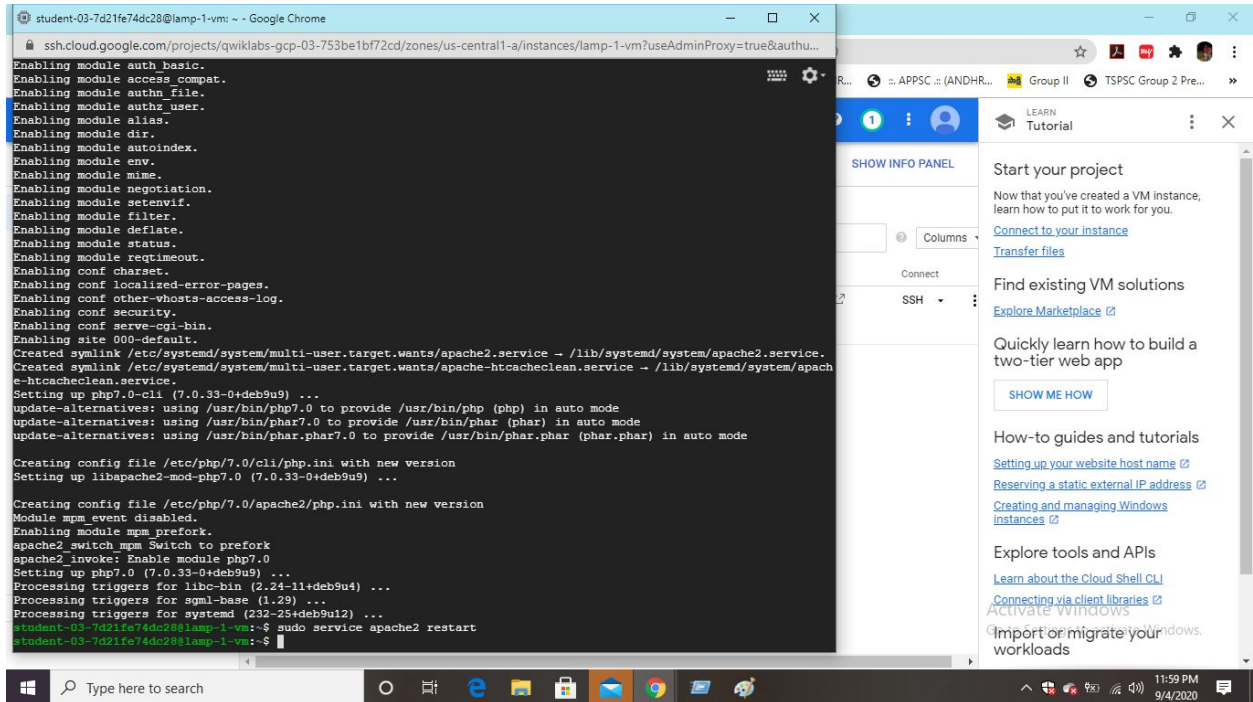 student-03-7d21fe74dc28@lamp-1-vm: ~ - Google Chrome
ssh.cloud.google.com/projects/qwiklabs-gcp-03-753be1bf72cd/zones/us-central1-a/instances/lamp-1-vm?useAdminProxy=true&authu...
Enabling module auth_basic.
Enabling module access_compat.
Enabling module authn_file.
Enabling module authz_user.
Enabling module alias.
Enabling module dir.
Enabling module autoindex.
Enabling module env.
Enabling module mime.
Enabling module negotiation.
Enabling module setenvif.
Enabling module filter.
Enabling module deflate.
Enabling module status.
Enabling module reqtimeout.
Enabling conf charset.
Enabling conf localized-error-pages.
Enabling conf other-vhosts-access-log.
Enabling conf security.
Enabling conf serve-cgi-bin.
Enabling site 000-default.
Created symlink /etc/systemd/system/multi-user.target.wants/apache2.service → /lib/systemd/system/apache2.service.
Created symlink /etc/systemd/system/multi-user.target.wants/apache-htcacheclean.service → /lib/systemd/system/apach
e-htcacheclean.service.
Setting up php7.0-cli (7.0.33-0+deb9u9) ...
update-alternatives: using /usr/bin/php7.0 to provide /usr/bin/php (php) in auto mode
update-alternatives: using /usr/bin/phar7.0 to provide /usr/bin/phar (phar) in auto mode
update-alternatives: using /usr/bin/phar.phar7.0 to provide /usr/bin/phar.phar (phar.phar) in auto mode
Creating config file /etc/php/7.0/cli/php.ini with new version
Setting up libapache2-mod-php7.0 (7.0.33-0+deb9u9) ...
Creating config file /etc/php/7.0/apache2/php.ini with new version
Module mpm_event disabled.
Enabling module mpm_prefork.
apache2_switch_mpm Switch to prefork
apache2_invoke: Enable module php7.0
Setting up php7.0 (7.0.33-0+deb9u9) ...
Processing triggers for libc-bin (2.24-11+deb9u4) ...
Processing triggers for sgml-base (1.29) ...
Processing triggers for systemd (232-25+deb9u12) ...
student-03-7d21fe74dc28@lamp-1-vm:~$ sudo service apache2 restart
student-03-7d21fe74dc28@lamp-1-vm:~$
R... .::. APPSC .:: (ANDHR... Group II TSPSC Group 2 Pre... »
1
SHOW INFO PANEL
Columns
Connect
SSH
LEARN
Tutorial
Start your project
Now that you've created a VM instance,
learn how to put it to work for you.
Connect to your instance
Transfer files
Find existing VM solutions
Explore Marketplace
Quickly learn how to build a
two-tier web app
SHOW ME HOW
How-to guides and tutorials
Setting up your website host name
Reserving a static external IP address
Creating and managing Windows
instances
Explore tools and APIs
Learn about the Cloud Shell CLI
Connecting via client libraries
Activate Windows
Go to Settings to activate Windows.
Import or migrate your
workloads
Type here to search
11:59 PM
9/4/2020